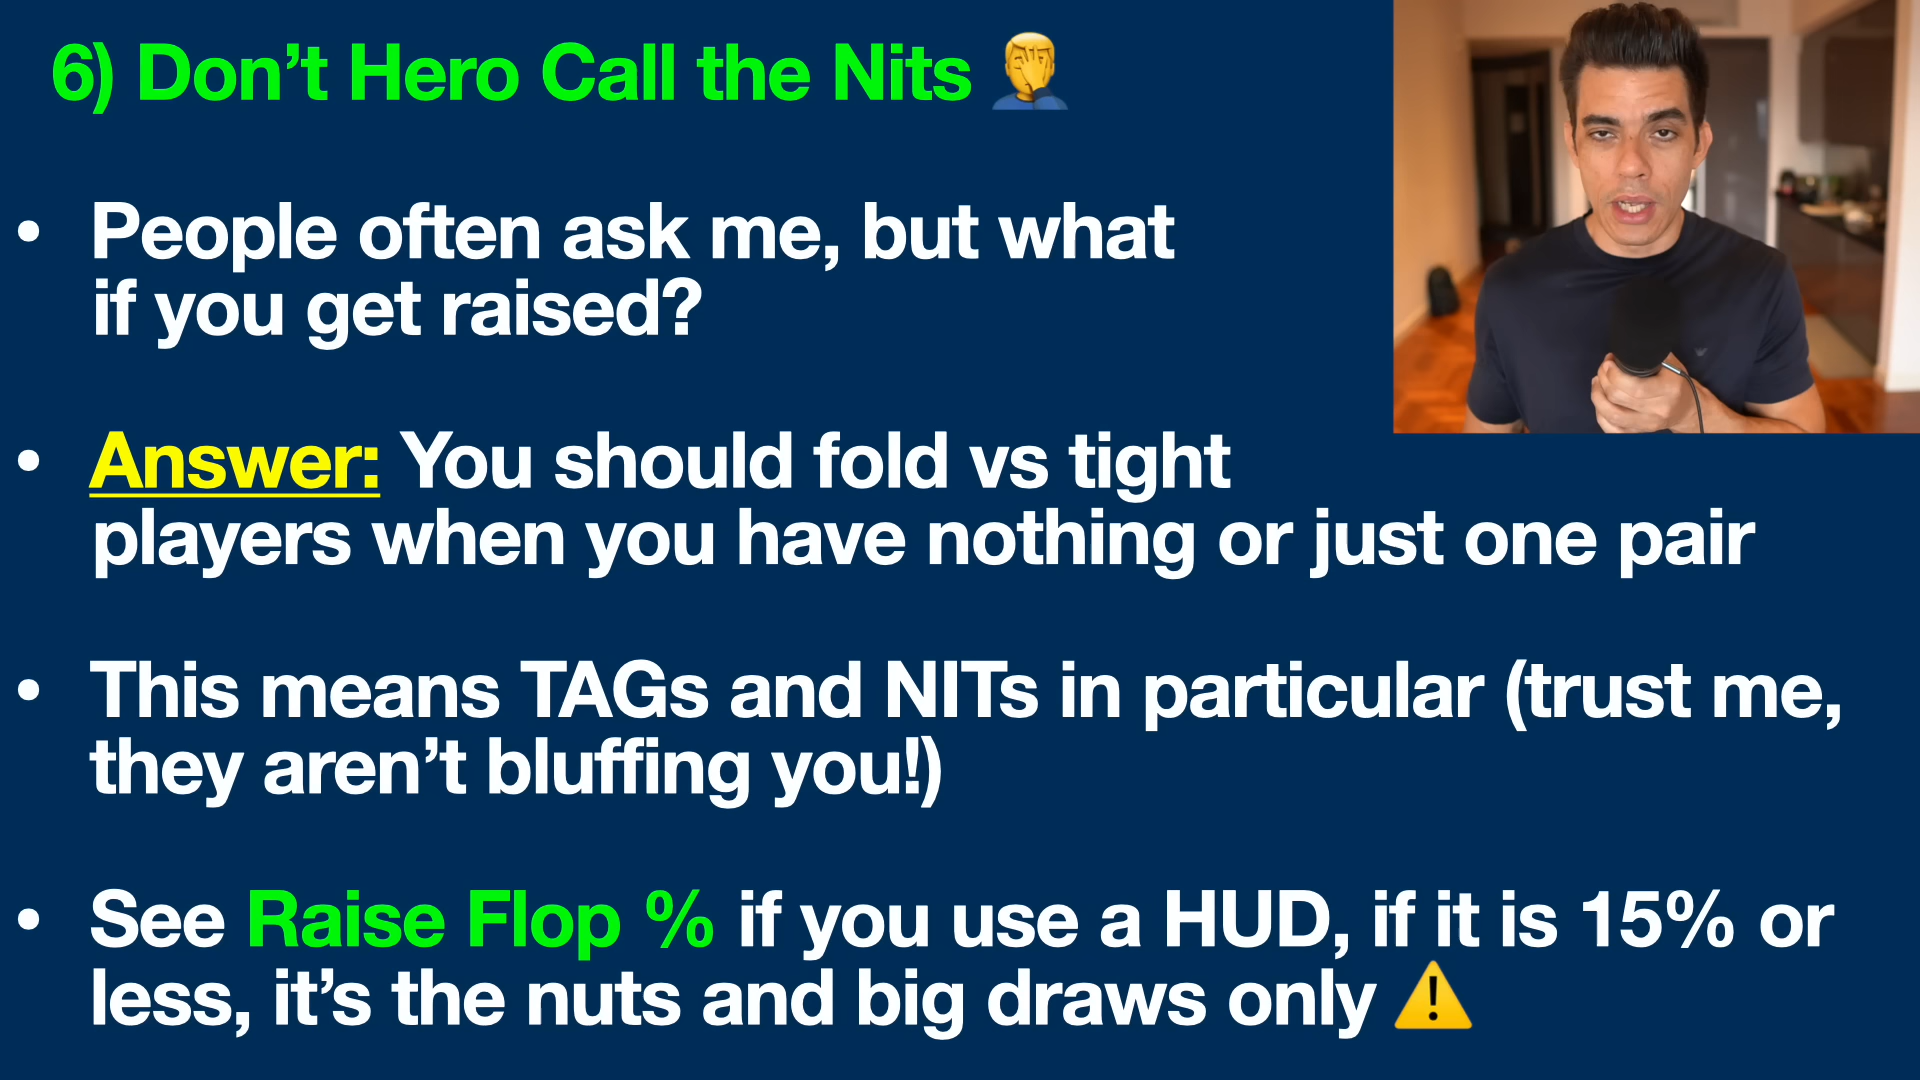 6) Don’t Hero Call the Nits 🤦‍♂️
• People often ask me, but what
if you get raised?
• Answer: You should fold vs tight
players when you have nothing or just one pair
• This means TAGs and NITs in particular (trust me,
they aren’t bluffing you!)
• See Raise Flop % if you use a HUD, if it is 15% or
less, it’s the nuts and big draws only ⚠️